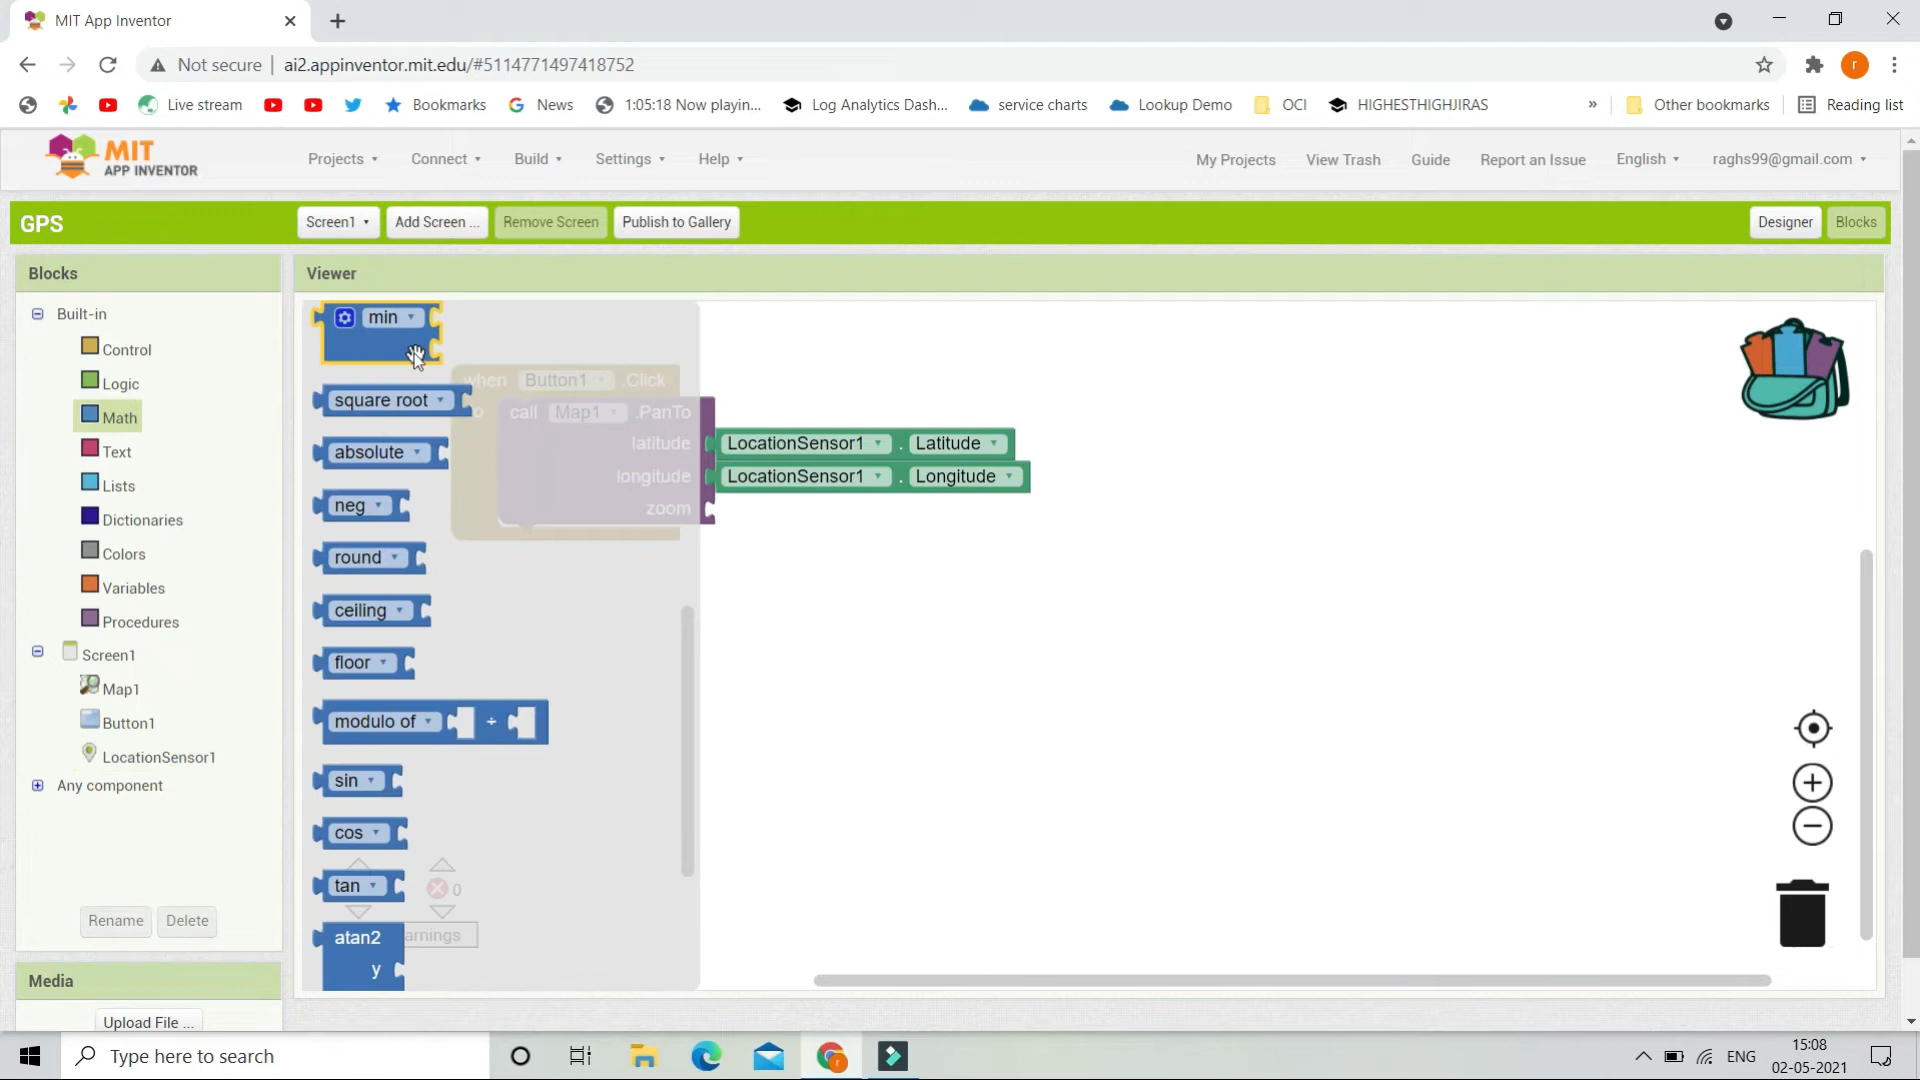 MIT App Inventor
Not secure | ai2.appinventor.mit.edu/#5114771497418752
r
Live stream
Bookmarks
News
1:05:18 Now playin...
Log Analytics Dash...
service charts
Lookup Demo
OCI
HIGHESTHIGHJIRAS
»
Other bookmarks
Reading list
MIT
APP INVENTOR
Projects
Connect
Build
Settings
Help
My Projects
View Trash
Guide
Report an Issue
English
raghs99@gmail.com
GPS
Screen1
Add Screen ...
Remove Screen
Publish to Gallery
Designer
Blocks
Blocks
Viewer
Built-in
Control
Logic
Math
Text
Lists
Dictionaries
Colors
Variables
Procedures
Screen1
Map1
Button1
LocationSensor1
Any component
Rename
Delete
Media
Upload File ...
min
square root
absolute
neg
round
ceiling
floor
modulo of ÷
sin
cos
tan
atan2
y
when Button1 .Click
o call Map1 .PanTo
latitude LocationSensor1 . Latitude
longitude LocationSensor1 . Longitude
zoom
0
arnings
Type here to search
r
ENG
15:08
02-05-2021